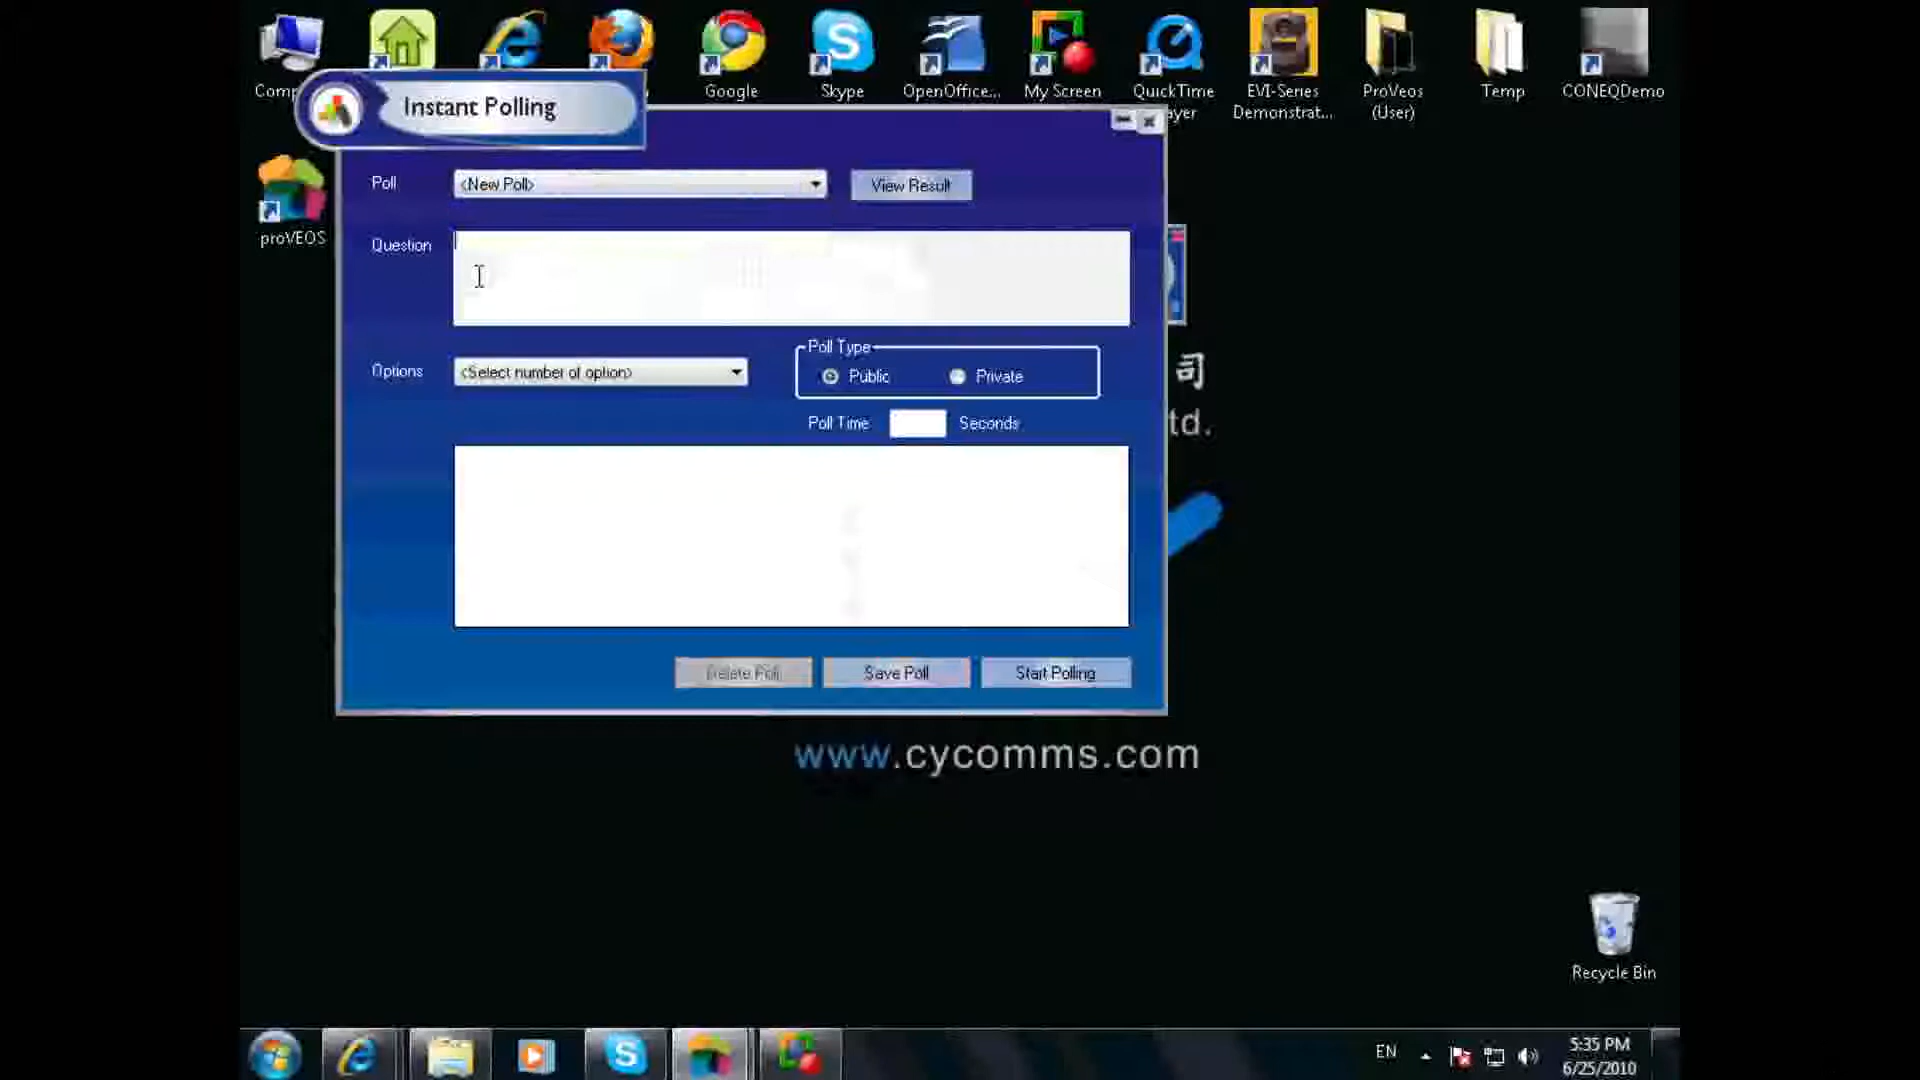 Google
Skype
OpenOffice...
My Screen
QuickTime
EVI-Series
Demonstrat...
ProVeos
(User)
Temp
CONEQDemo
Instant Polling
proVEOS
Poll
<New Poll>
View Result
Question
Options
<Select number of option>
Poll Type
Public
Private
司
td.
Poll Time
Seconds
Delete Poll
Save Poll
Start Polling
www.cycomms.com
Recycle Bin
EN
5:35 PM
6/25/2010